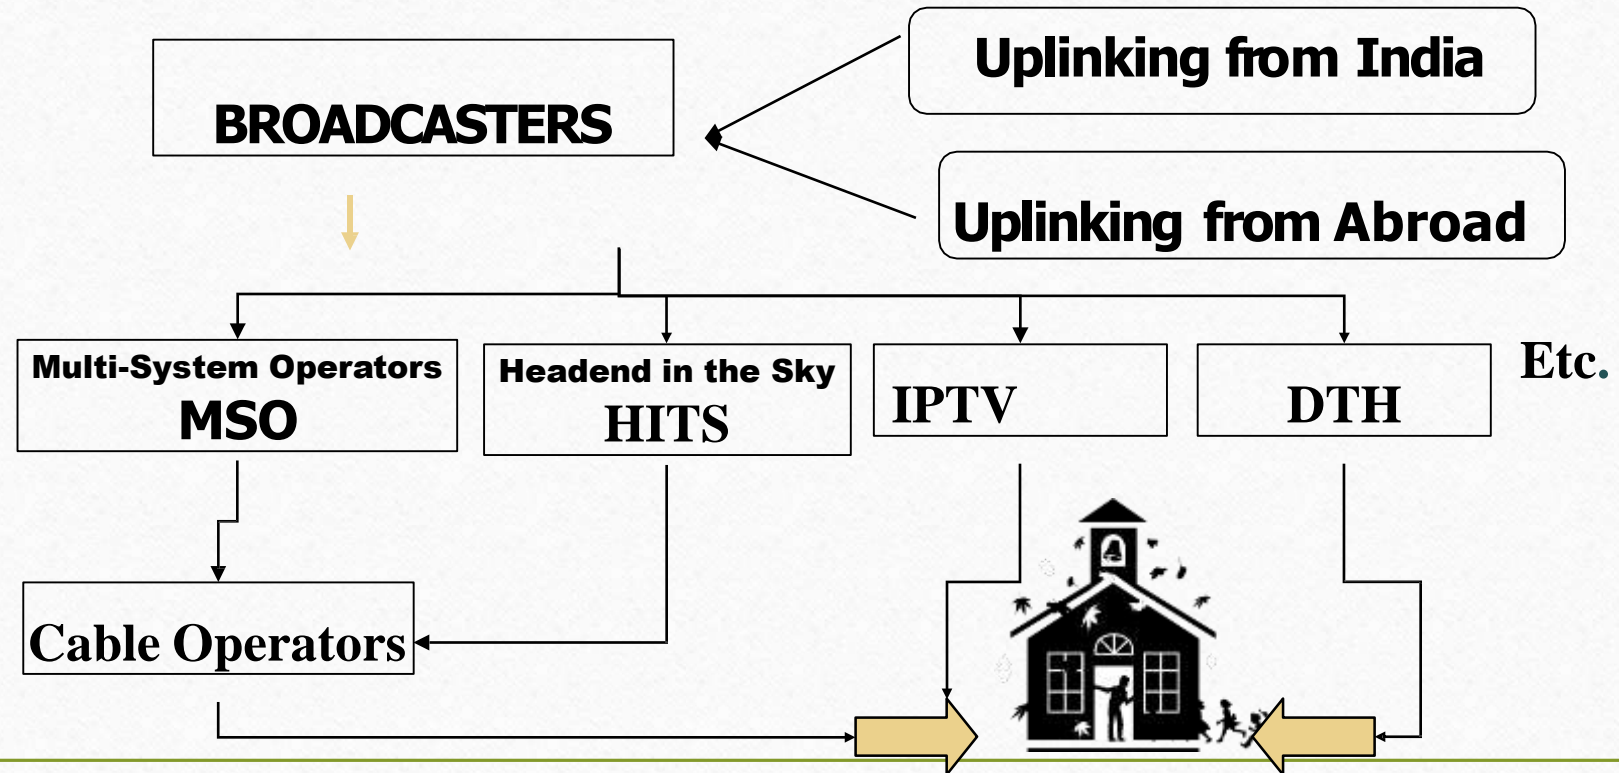 BROADCASTERS
Uplinking from India
Uplinking from Abroad
Multi-System Operators
MSO
Headend in the Sky
HITS
IPTV
DTH
Etc.
Cable Operators